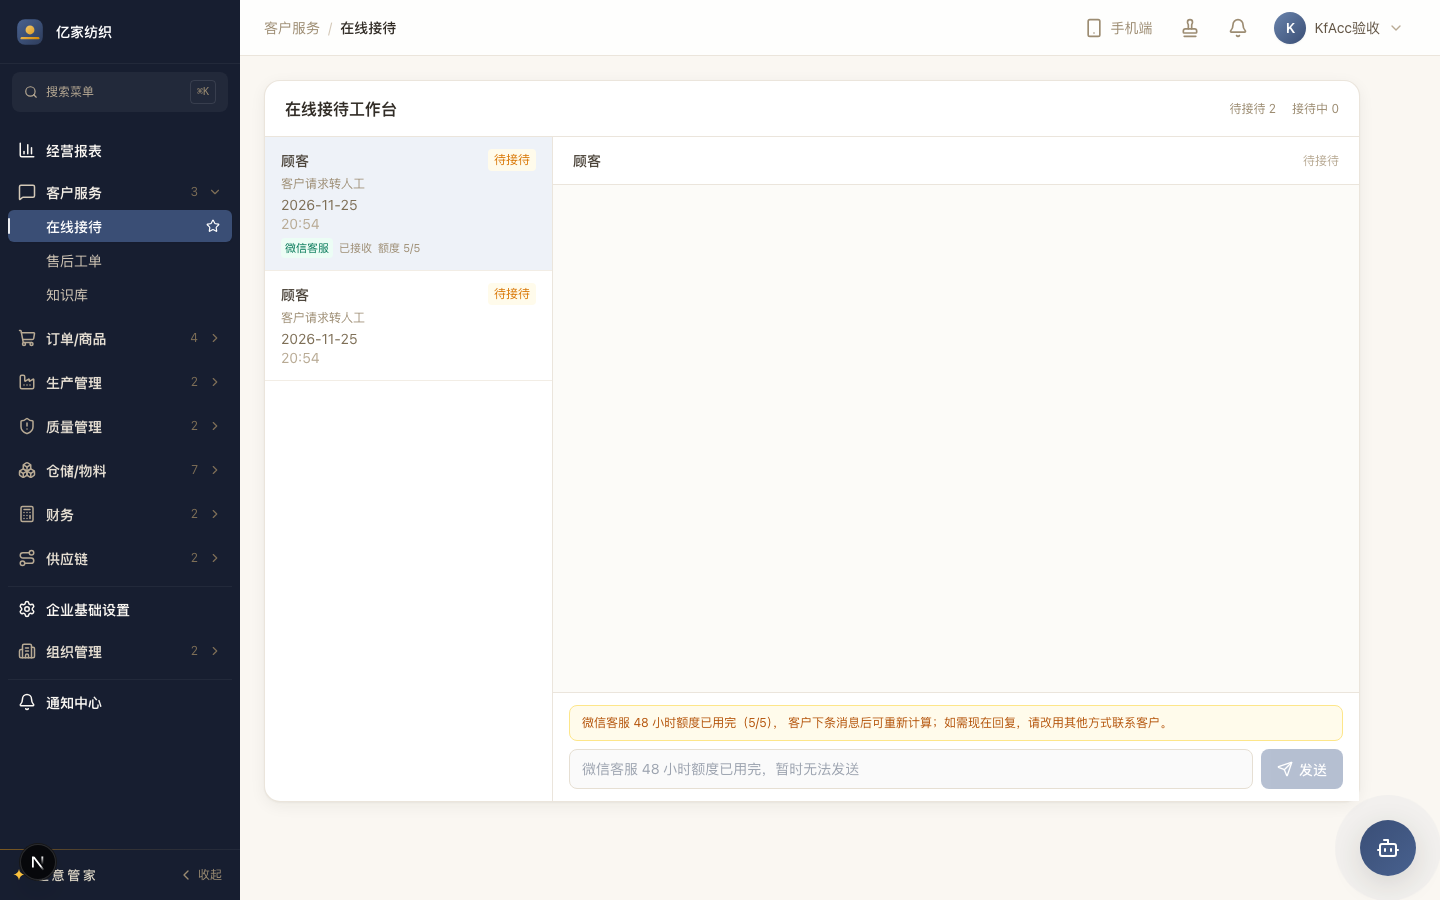 亿家纺织
搜索菜单
⌘K
经营报表
客户服务 3
在线接待
售后工单
知识库
订单/商品 4
生产管理 2
质量管理 2
仓储/物料 7
财务 2
供应链 2
企业基础设置
组织管理 2
通知中心
N
意管家
收起
客户服务 / 在线接待
手机端
K
KfAcc验收
在线接待工作台
待接待 2 接待中 0
顾客 待接待
客户请求转人工
2026-11-25
20:54
微信客服 已接收 额度 5/5
顾客 待接待
客户请求转人工
2026-11-25
20:54
顾客 待接待
微信客服 48 小时额度已用完（5/5），客户下条消息后可重新计算；如需现在回复，请改用其他方式联系客户。
微信客服 48 小时额度已用完，暂时无法发送
发送